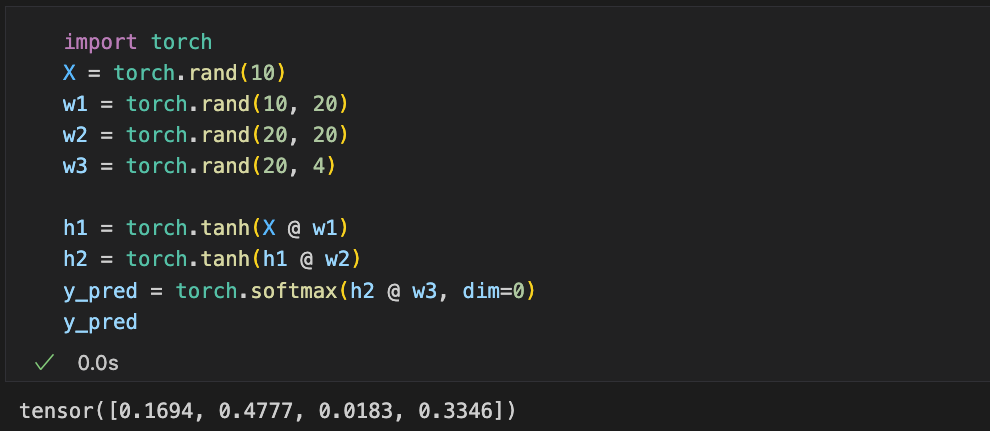 import torch
X = torch.rand(10)
w1 = torch.rand(10, 20)
w2 = torch.rand(20, 20)
w3 = torch.rand(20, 4)
h1 = torch.tanh(X @ w1)
h2 = torch.tanh(h1 @ w2)
y_pred = torch.softmax(h2 @ w3, dim=0)
y_pred
✓ 0.0s
tensor([0.1694, 0.4777, 0.0183, 0.3346])